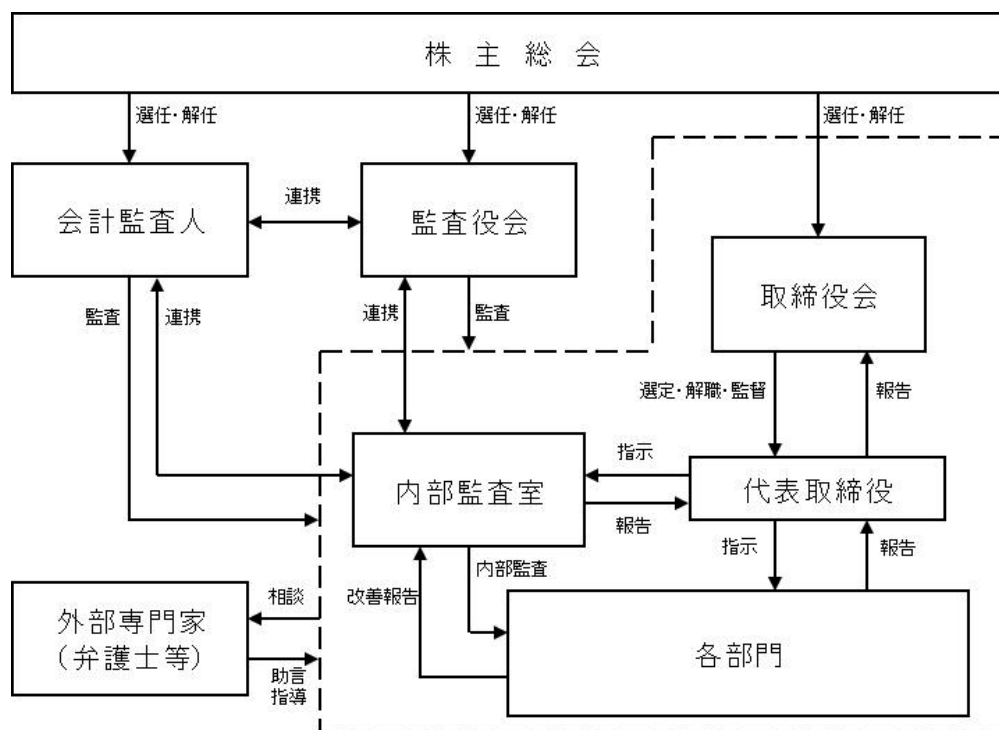 株主総会
選任・解任
選任・解任
選任・解任
会計監査人
連携
監査役会
取締役会
監査
連携
連携
監査
選定・解職・監督
報告
内部監査室
指示
報告
代表取締役
指示
報告
内部監査
改善報告
各部門
外部専門家
(弁護士等)
相談
助言
指導